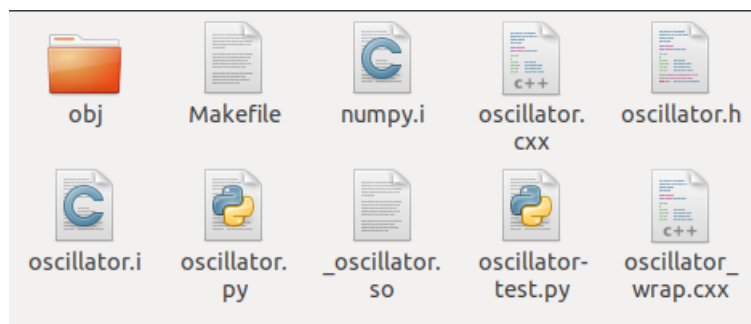 C
c++
obj
Makefile
numpy.i
oscillator.
cxx
oscillator.h
C
c++
oscillator.i
oscillator.
py
_oscillator.
so
oscillator-
test.py
oscillator_
wrap.cxx